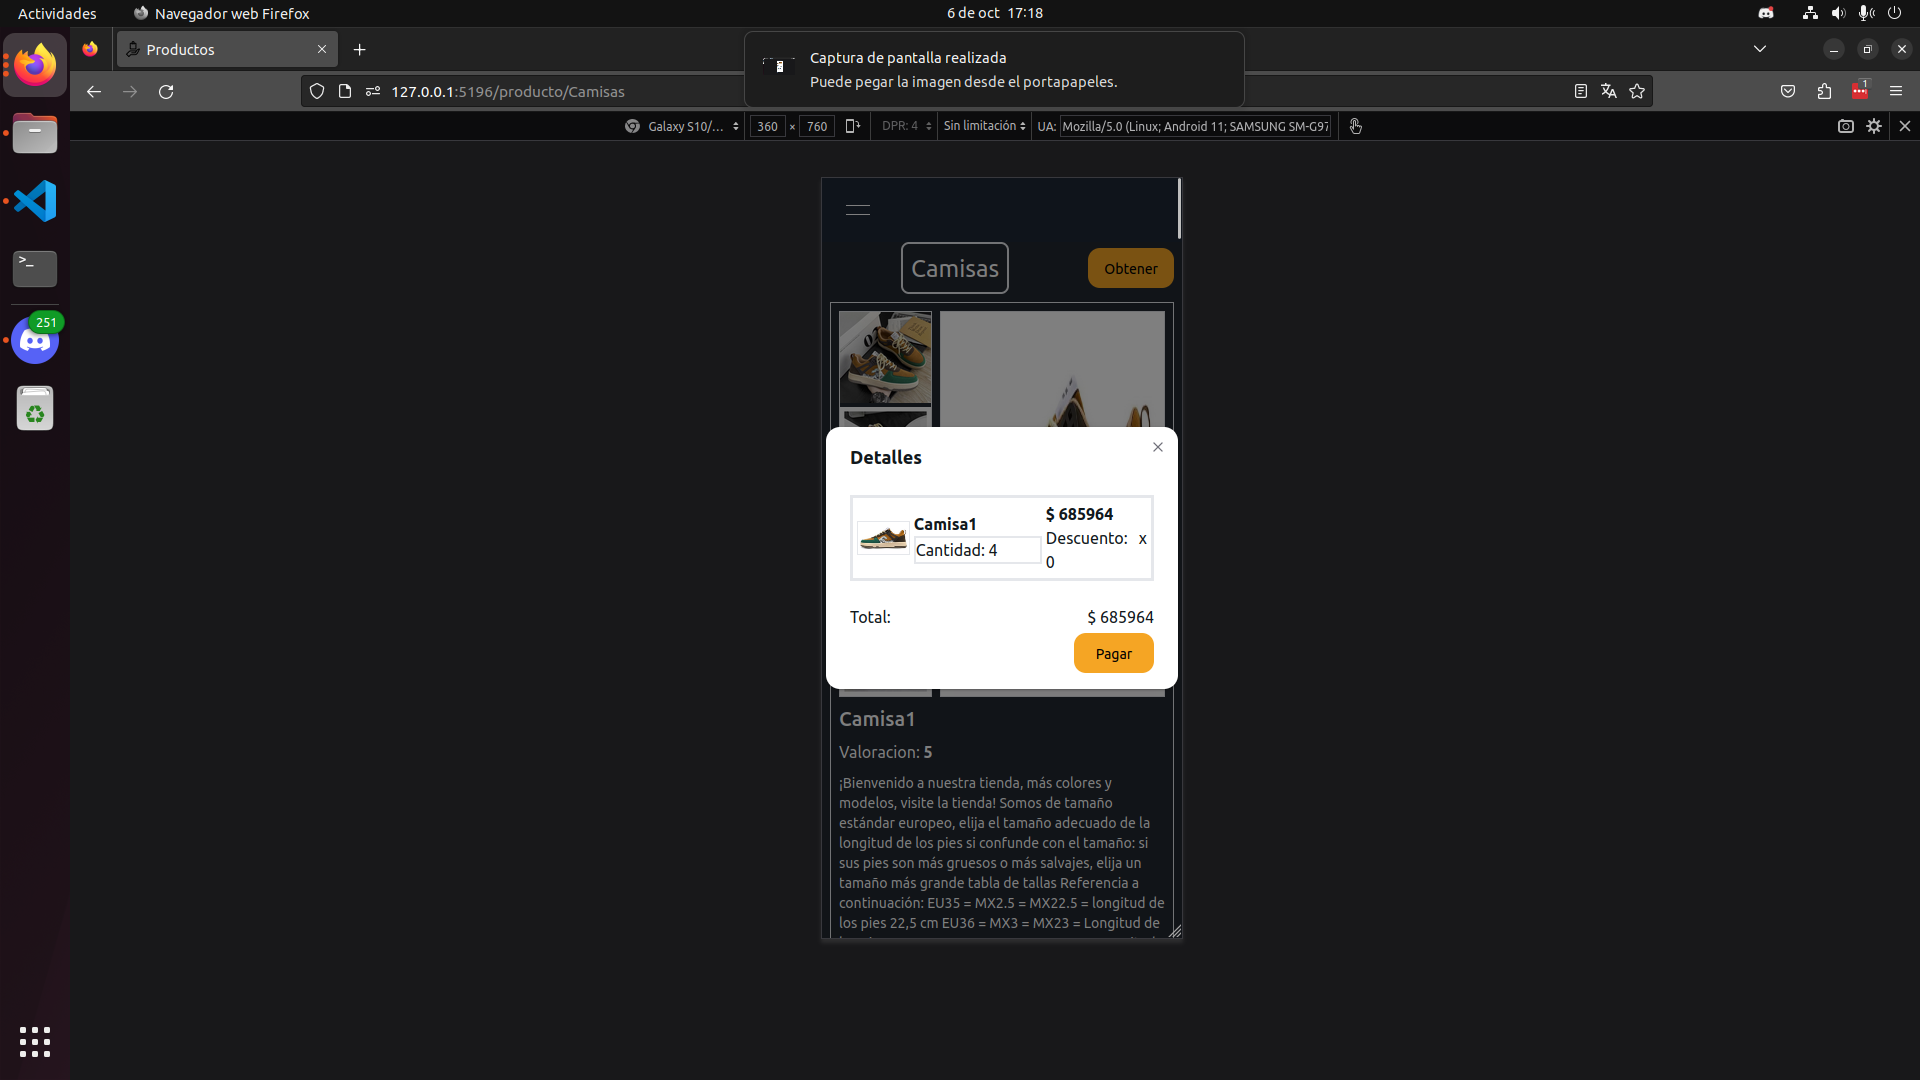 Actividades
Navegador web Firefox
6 de oct 17:18
Productos
Captura de pantalla realizada
Puede pegar la imagen desde el portapapeles.
127.0.0.1:5196/producto/Camisas
1
Galaxy S10/...
360 × 760
DPR: 4
Sin limitación
UA: Mozilla/5.0 (Linux; Android 11; SAMSUNG SM-G97
251
Camisas
Obtener
Detalles
Camisa1
Cantidad: 4
$ 685964
Descuento: x
0
Total:
$ 685964
Pagar
Camisa1
Valoracion: 5
¡Bienvenido a nuestra tienda, más colores y
modelos, visite la tienda! Somos de tamaño
estándar europeo, elija el tamaño adecuado de la
longitud de los pies si confunde con el tamaño: si
sus pies son más gruesos o más salvajes, elija un
tamaño más grande tabla de tallas Referencia a
continuación: EU35 = MX2.5 = MX22.5 = longitud de
los pies 22,5 cm EU36 = MX3 = MX23 = Longitud de